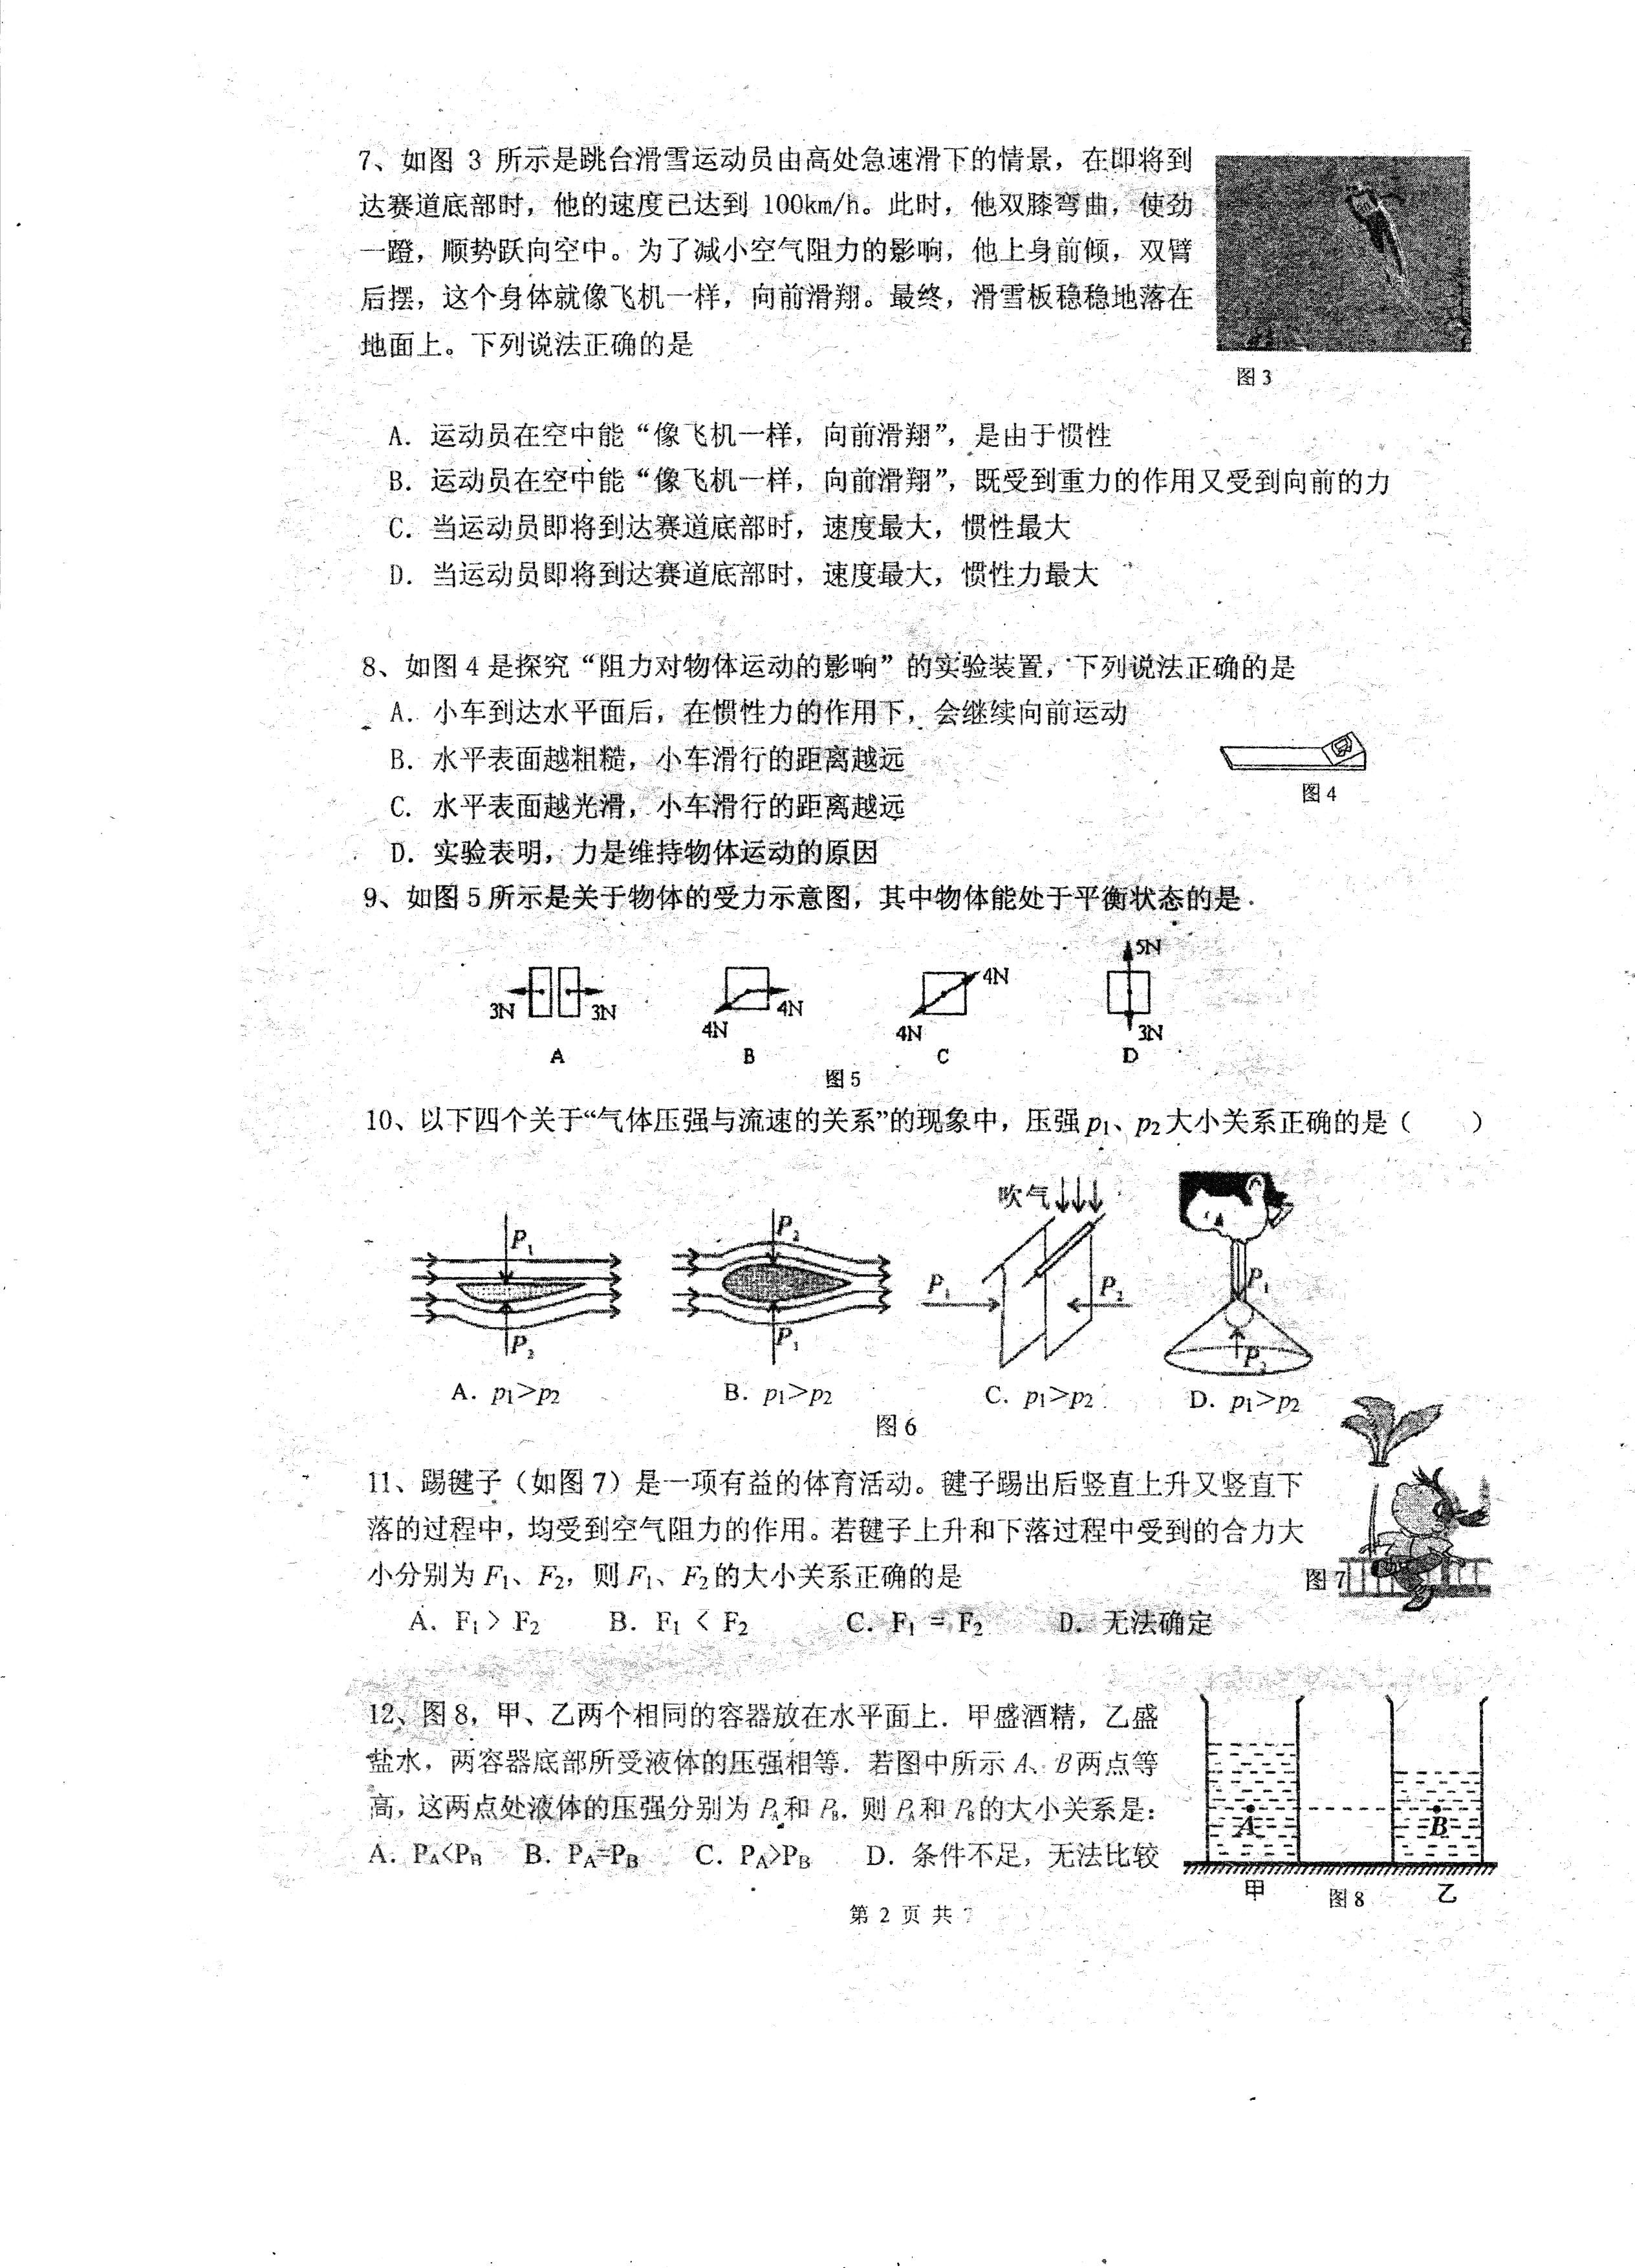 7、如图 3 所示是跳台滑雪运动员由高处急速滑下的情景，在即将到
达赛道底部时，他的速度已达到 100km/h。此时，他双膝弯曲，使劲
一蹬，顺势跃向空中。为了减小空气阻力的影响，他上身前倾，双臂
后摆，这个身体就像飞机一样，向前滑翔。最终，滑雪板稳稳地落在
地面上。下列说法正确的是
图 3
A．运动员在空中能“像飞机一样，向前滑翔”，是由于惯性
B．运动员在空中能“像飞机一样，向前滑翔”，既受到重力的作用又受到向前的力
C．当运动员即将到达赛道底部时，速度最大，惯性最大
D．当运动员即将到达赛道底部时，速度最大，惯性力最大
8、如图 4 是探究“阻力对物体运动的影响”的实验装置，下列说法正确的是
A．小车到达水平面后，在惯性力的作用下，会继续向前运动
B．水平表面越粗糙，小车滑行的距离越远
C．水平表面越光滑，小车滑行的距离越远
D．实验表明，力是维持物体运动的原因
图 4
9、如图 5 所示是关于物体的受力示意图，其中物体能处于平衡状态的是
3N 3N
4N 4N
4N 4N
5N 3N
A B C D
图 5
10、以下四个关于“气体压强与流速的关系”的现象中，压强 p₁、p₂ 大小关系正确的是（ ）
P₁ P₂
P₂ P₁
吹气 P₁ P₂
P₁ P₂
A．p₁>p₂ B．p₁>p₂ C．p₁>p₂ D．p₁>p₂
图 6
11、踢毽子（如图 7）是一项有益的体育活动。毽子踢出后竖直上升又竖直下
落的过程中，均受到空气阻力的作用。若毽子上升和下落过程中受到的合力大
小分别为 F₁、F₂，则 F₁、F₂ 的大小关系正确的是
图 7
A、F₁ > F₂ B．F₁ < F₂ C．F₁ = F₂ D．无法确定
12、图 8，甲、乙两个相同的容器放在水平面上．甲盛酒精，乙盛
盐水，两容器底部所受液体的压强相等．若图中所示 A、B 两点等
高，这两点处液体的压强分别为 P_A 和 P_B．则 P_A 和 P_B 的大小关系是：
A．P_A<P_B B．P_A=P_B C．P_A>P_B D．条件不足，无法比较
A B
甲 图 8 乙
第 2 页 共